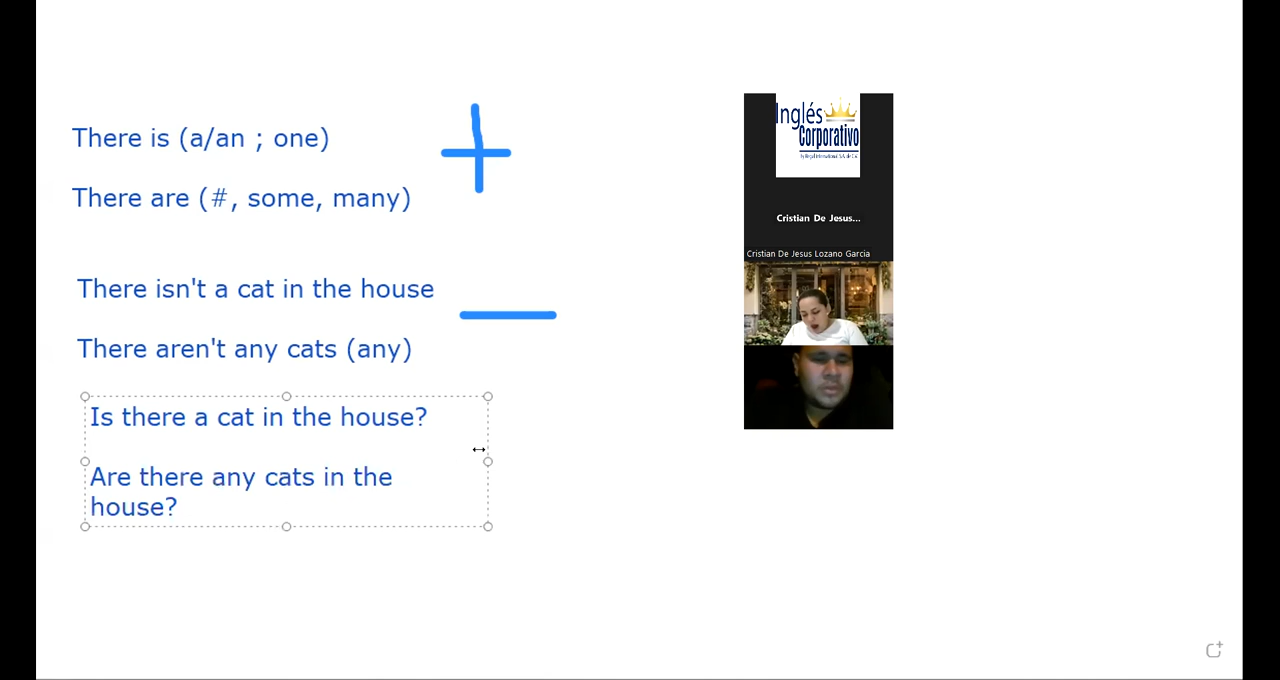 There is (a/an ; one)
There are (#, some, many)
There isn't a cat in the house
There aren't any cats (any)
Is there a cat in the house?
Are there any cats in the
house?
Inglés
Corporativo
Cristian De Jesus...
Cristian De Jesus Lozano Garcia